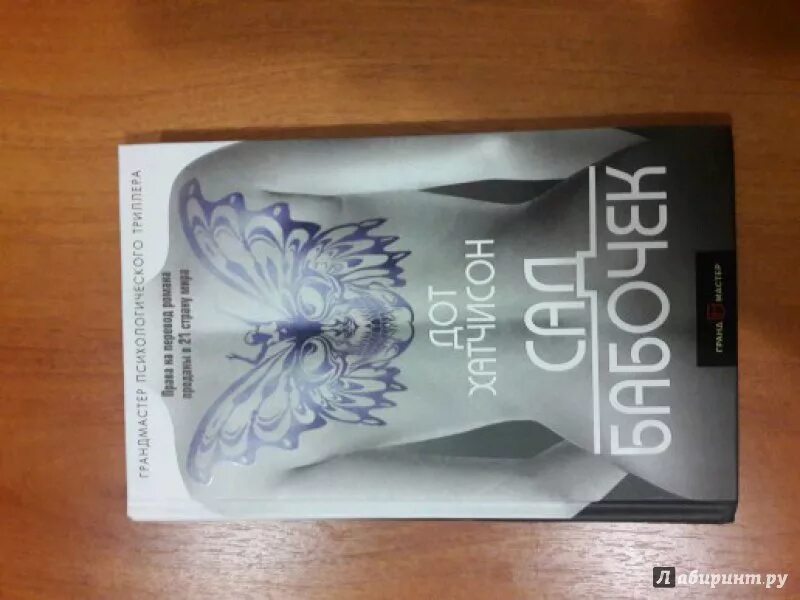 ГРАНДМАСТЕР ПСИХОЛОГИЧЕСКОГО ТРИЛЛЕРА
Права на перевод романа
проданы в 21 страну мира
ДОТ
ХАТЧИСОН
САД
БАБОЧЕК
ГРАНД МАСТЕР
Лабиринт.ру